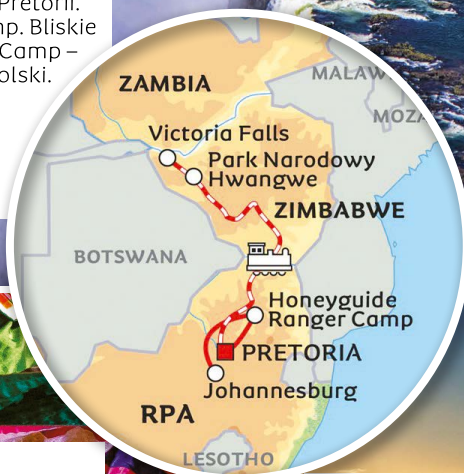 Pretorii.
mp. Bliskie
Camp –
olski.
ZAMBIA
MALAW
MOZA
Victoria Falls
Park Narodowy
Hwangwe
ZIMBABWE
BOTSWANA
Honeyguide
Ranger Camp
PRETORIA
Johannesburg
RPA
LESOTHO